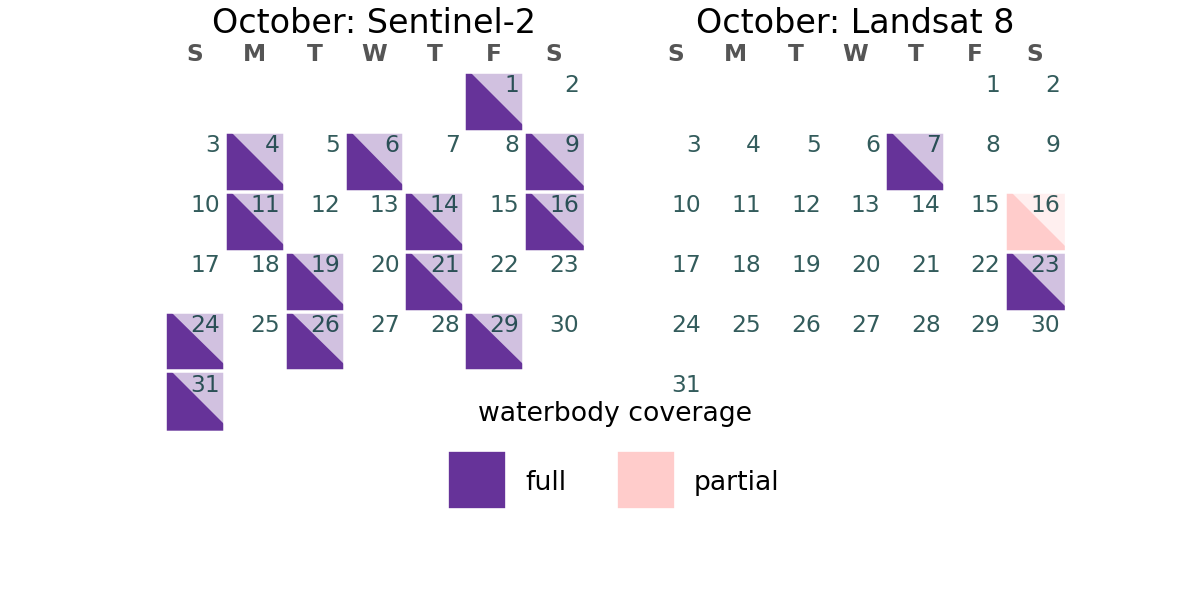 October: Sentinel-2
S M T W T F S
1 2
3 4 5 6 7 8 9
10 11 12 13 14 15 16
17 18 19 20 21 22 23
24 25 26 27 28 29 30
31
October: Landsat 8
S M T W T F S
1 2
3 4 5 6 7 8 9
10 11 12 13 14 15 16
17 18 19 20 21 22 23
24 25 26 27 28 29 30
31
waterbody coverage
full partial